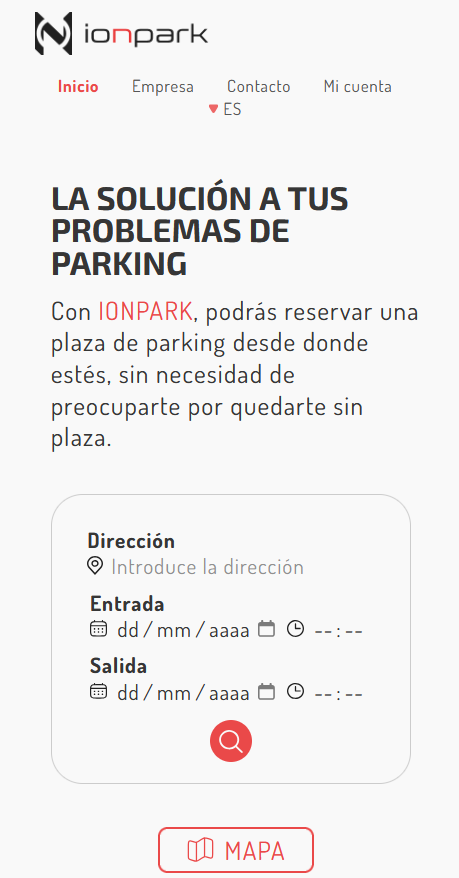 ionpark
Inicio Empresa Contacto Mi cuenta
ES
LA SOLUCIÓN A TUS
PROBLEMAS DE
PARKING
Con IONPARK, podrás reservar una
plaza de parking desde donde
estés, sin necesidad de
preocuparte por quedarte sin
plaza.
Dirección
Introduce la dirección
Entrada
dd / mm / aaaa -- : --
Salida
dd / mm / aaaa -- : --
MAPA